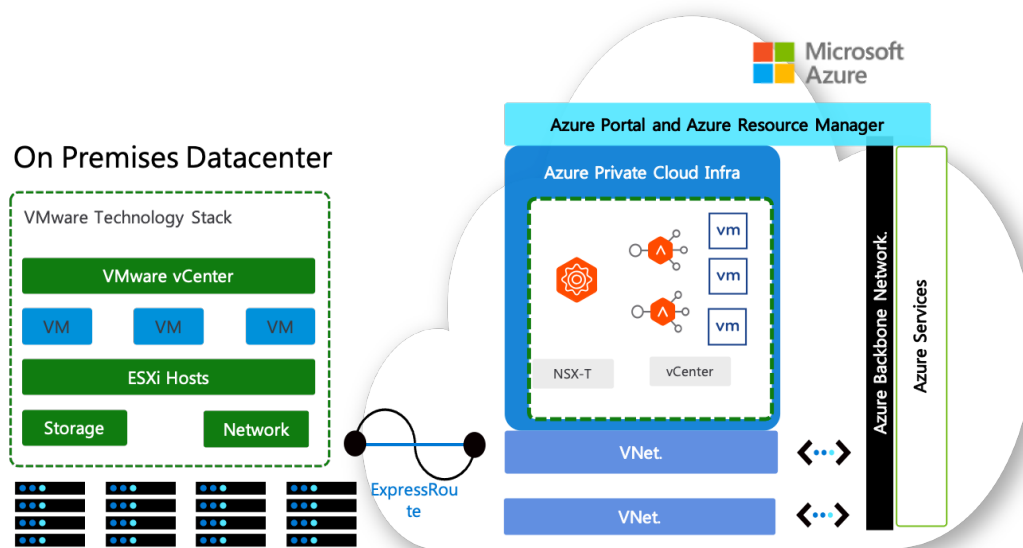 Microsoft
Azure
Azure Portal and Azure Resource Manager
On Premises Datacenter
Azure Private Cloud Infra
VMware Technology Stack
VMware vCenter
VM
VM
VM
ESXi Hosts
Storage
Network
vm
vm
vm
NSX-T
vCenter
Azure Backbone Network.
Azure Services
VNet.
ExpressRou
te
VNet.